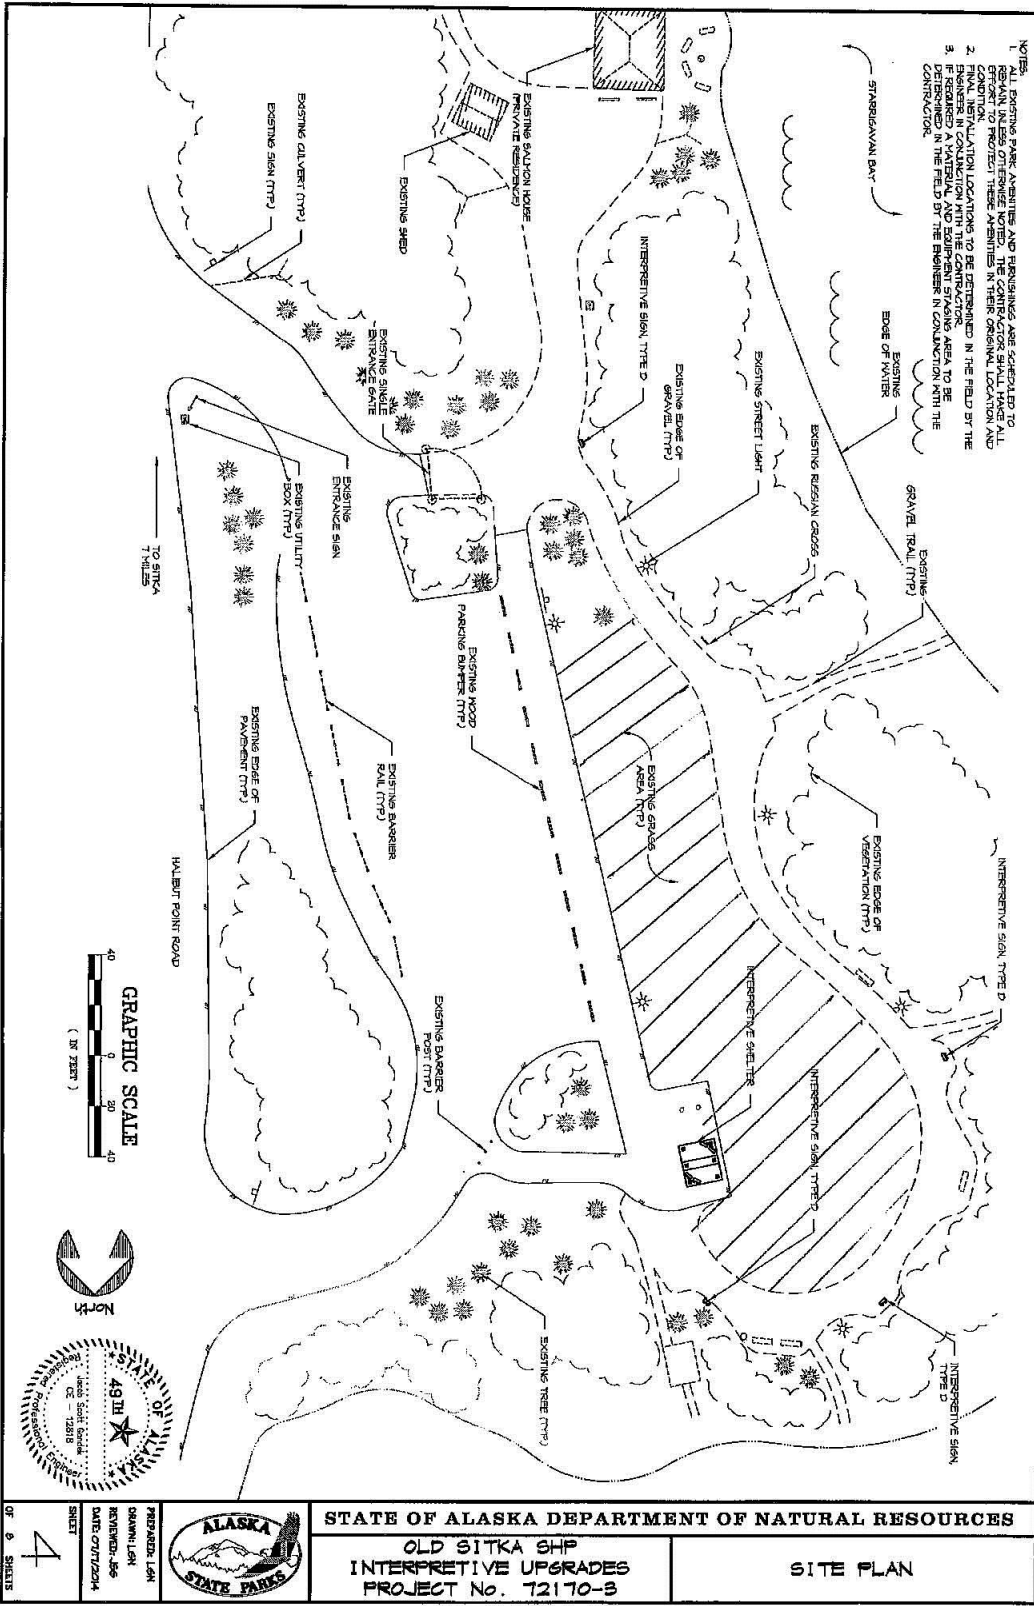 NOTES:
1. ALL EXISTING PARK AMENITIES AND FURNISHINGS ARE SCHEDULED TO
REMAIN, UNLESS OTHERWISE NOTED. THE CONTRACTOR SHALL MAKE ALL
EFFORT TO PROTECT THESE AMENITIES IN THEIR ORIGINAL LOCATION AND
CONDITION.
2. FINAL INSTALLATION LOCATIONS TO BE DETERMINED IN THE FIELD BY THE
ENGINEER IN CONJUNCTION WITH THE CONTRACTOR.
3. IF REQUIRED A MATERIAL AND EQUIPMENT STAGING AREA TO BE
DETERMINED IN THE FIELD BY THE ENGINEER IN CONJUNCTION WITH THE
CONTRACTOR.
STARRIGAVAN BAY
EXISTING
EDGE OF WATER
EXISTING
GRAVEL TRAIL (TYP.)
EXISTING RUSSIAN CROSS
EXISTING STREET LIGHT
EXISTING EDGE OF
GRAVEL (TYP.)
INTERPRETIVE SIGN, TYPE D
EXISTING SALMON HOUSE
(PRIVATE RESIDENCE)
EXISTING SHED
EXISTING CULVERT (TYP.)
EXISTING SIGN (TYP.)
EXISTING SINGLE
ENTRANCE GATE
EXISTING
ENTRANCE SIGN
EXISTING UTILITY
BOX (TYP.)
TO SITKA
7 MILES
EXISTING WOOD
PARKING BUMPER (TYP.)
EXISTING GRASS
AREA (TYP.)
EXISTING EDGE OF
VEGETATION (TYP.)
INTERPRETIVE SIGN, TYPE D
EXISTING BARRIER
RAIL (TYP.)
EXISTING EDGE OF
PAVEMENT (TYP.)
HALIBUT POINT ROAD
INTERPRETIVE SHELTER
INTERPRETIVE SIGN, TYPE D
EXISTING BARRIER
POST (TYP.)
EXISTING TREE (TYP.)
INTERPRETIVE SIGN,
TYPE D
GRAPHIC SCALE
40 0 20 40
( IN FEET )
North
STATE OF ALASKA
49TH
Jacob Scott Gondek
CE - 12618
Registered Professional Engineer
STATE OF ALASKA DEPARTMENT OF NATURAL RESOURCES
OLD SITKA SHP
INTERPRETIVE UPGRADES
PROJECT No. 72170-3
SITE PLAN
ALASKA
STATE PARKS
PREPARED: LGN
DRAWN: LGN
REVIEWED: JSG
DATE: 07/17/2014
SHEET
4
OF 8 SHEETS